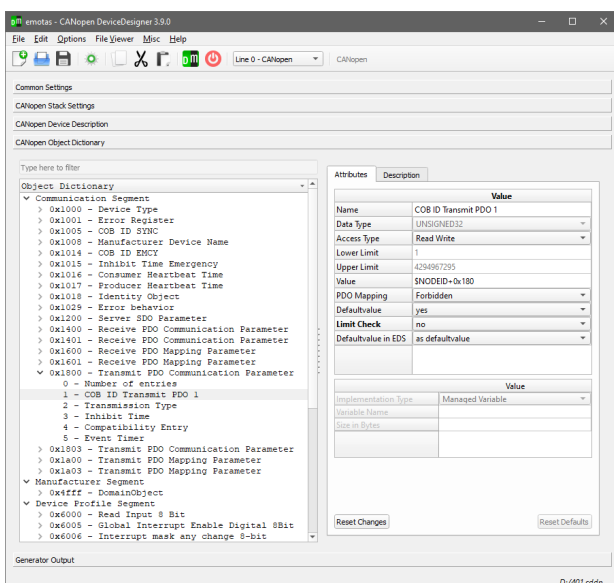 dm emotas - CANopen DeviceDesigner 3.9.0
File Edit Options File Viewer Misc Help
dm Line 0 - CANopen CANopen
Common Settings
CANopen Stack Settings
CANopen Device Description
CANopen Object Dictionary
Type here to filter
Object Dictionary
Communication Segment
0x1000 - Device Type
0x1001 - Error Register
0x1005 - COB ID SYNC
0x1008 - Manufacturer Device Name
0x1014 - COB ID EMCY
0x1015 - Inhibit Time Emergency
0x1016 - Consumer Heartbeat Time
0x1017 - Producer Heartbeat Time
0x1018 - Identity Object
0x1029 - Error behavior
0x1200 - Server SDO Parameter
0x1400 - Receive PDO Communication Parameter
0x1401 - Receive PDO Communication Parameter
0x1600 - Receive PDO Mapping Parameter
0x1601 - Receive PDO Mapping Parameter
0x1800 - Transmit PDO Communication Parameter
0 - Number of entries
1 - COB ID Transmit PDO 1
2 - Transmission Type
3 - Inhibit Time
4 - Compatibility Entry
5 - Event Timer
0x1803 - Transmit PDO Communication Parameter
0x1a00 - Transmit PDO Mapping Parameter
0x1a03 - Transmit PDO Mapping Parameter
Manufacturer Segment
0x4fff - DomainObject
Device Profile Segment
0x6000 - Read Input 8 Bit
0x6005 - Global Interrupt Enable Digital 8Bit
0x6006 - Interrupt mask any change 8-bit
Attributes Description
Value
Name COB ID Transmit PDO 1
Data Type UNSIGNED32
Access Type Read Write
Lower Limit 1
Upper Limit 4294967295
Value $NODEID+0x180
PDO Mapping Forbidden
Defaultvalue yes
Limit Check no
Defaultvalue in EDS as defaultvalue
Value
Implementation Type Managed Variable
Variable Name
Size in Bytes
Reset Changes Reset Defaults
Generator Output
D:/401.cddp